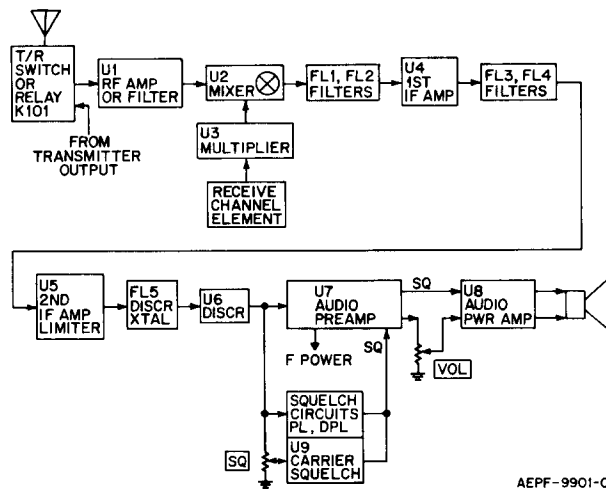 T/R
SWITCH
OR
RELAY
K101
U1
RF AMP
OR FILTER
U2
MIXER
FL1, FL2
FILTERS
U4
1ST
IF AMP
FL3, FL4
FILTERS
FROM
TRANSMITTER
OUTPUT
U3
MULTIPLIER
RECEIVE
CHANNEL
ELEMENT
U5
2ND
IF AMP
LIMITER
FL5
DISCR
XTAL
U6
DISCR
U7
AUDIO
PREAMP
SQ
U8
AUDIO
PWR AMP
F POWER
SQ
VOL
SQUELCH
CIRCUITS
PL, DPL
SQ
U9
CARRIER
SQUELCH
AEPF-9901-O